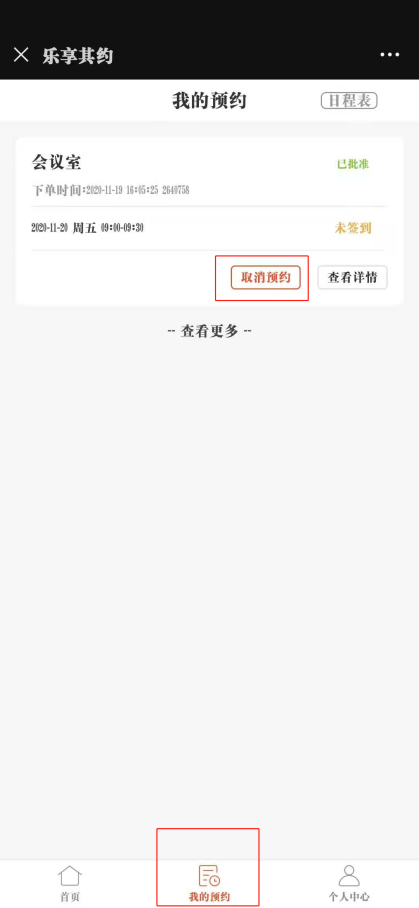 乐享其约
我的预约 日程表
会议室 已批准
下单时间:2020-11-19 16:05:25 2640758
2020-11-20 周五 09:00-09:30 未签到
取消预约 查看详情
-- 查看更多 --
首页 我的预约 个人中心